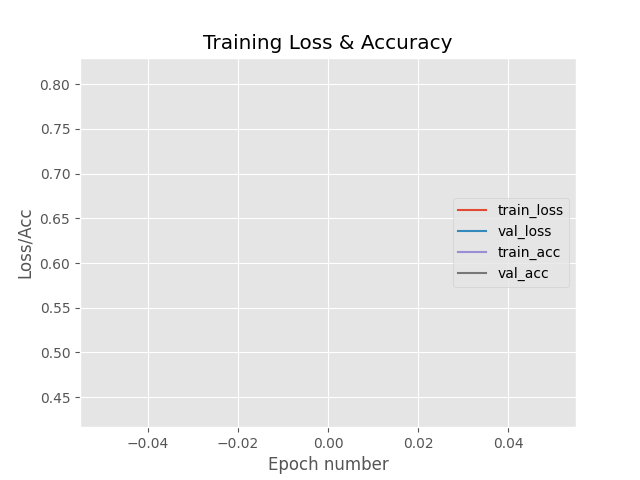 Training Loss & Accuracy
0.80
0.75
0.70
0.65
0.60
0.55
0.50
0.45
Loss/Acc
train_loss
val_loss
train_acc
val_acc
−0.04 −0.02 0.00 0.02 0.04
Epoch number